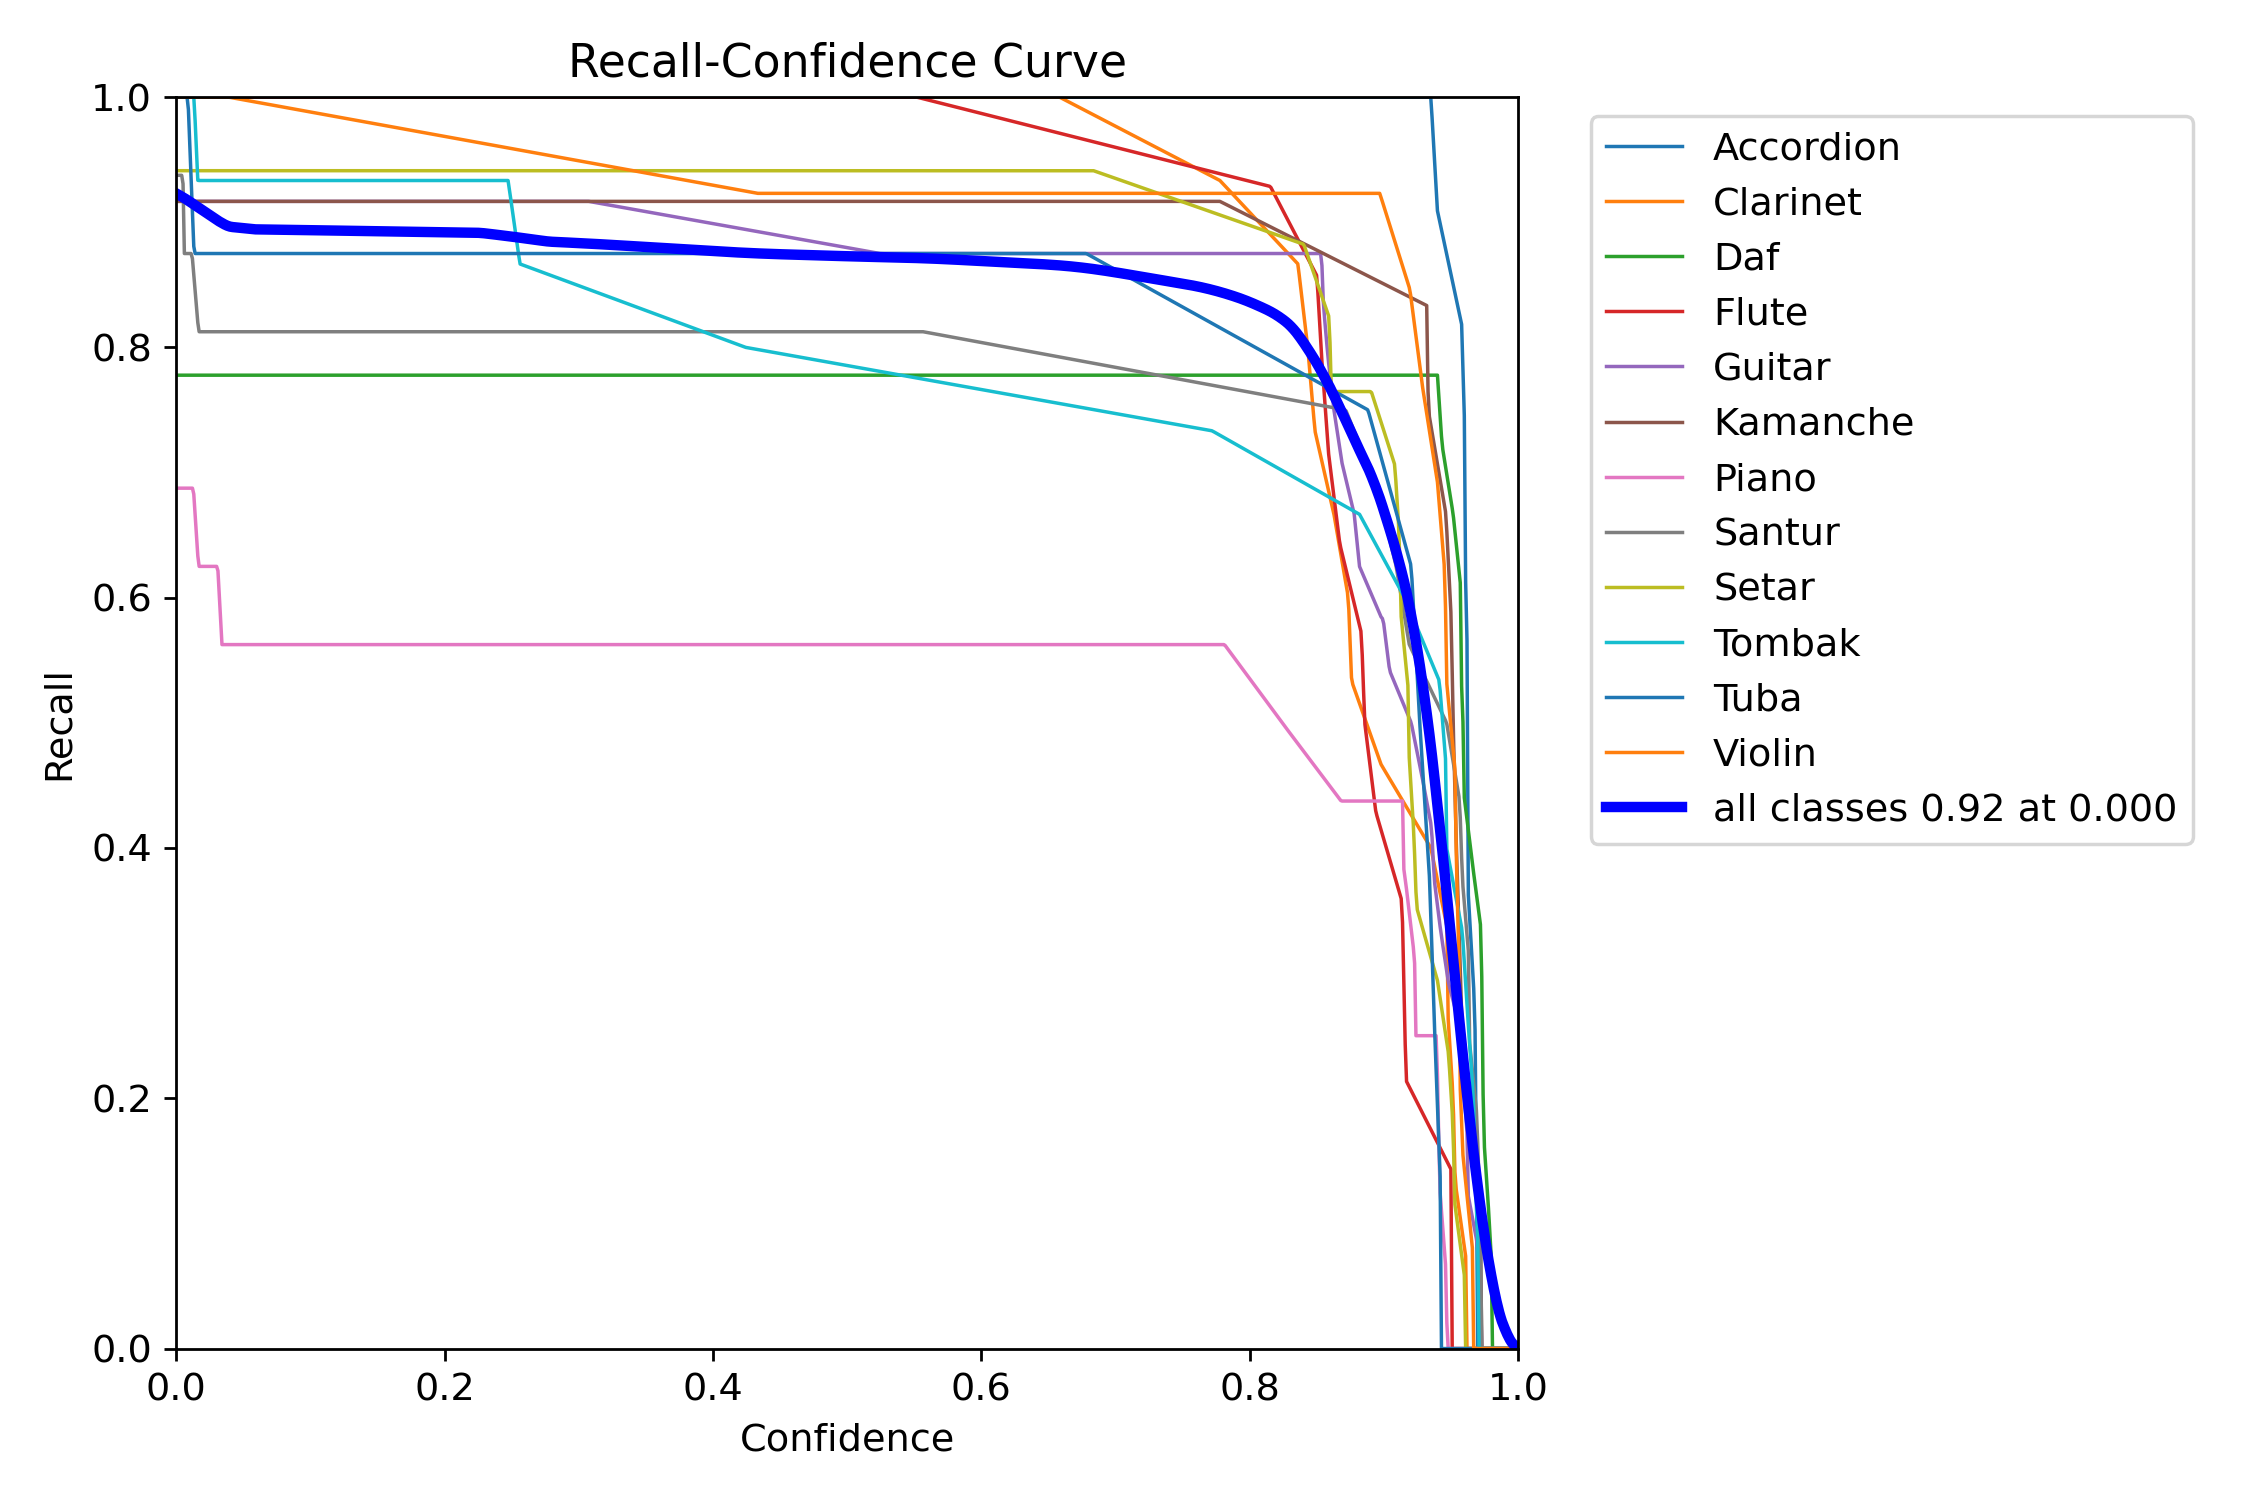 Recall-Confidence Curve
1.0
0.8
0.6
0.4
0.2
0.0
Recall
0.0 0.2 0.4 0.6 0.8 1.0
Confidence
Accordion
Clarinet
Daf
Flute
Guitar
Kamanche
Piano
Santur
Setar
Tombak
Tuba
Violin
all classes 0.92 at 0.000